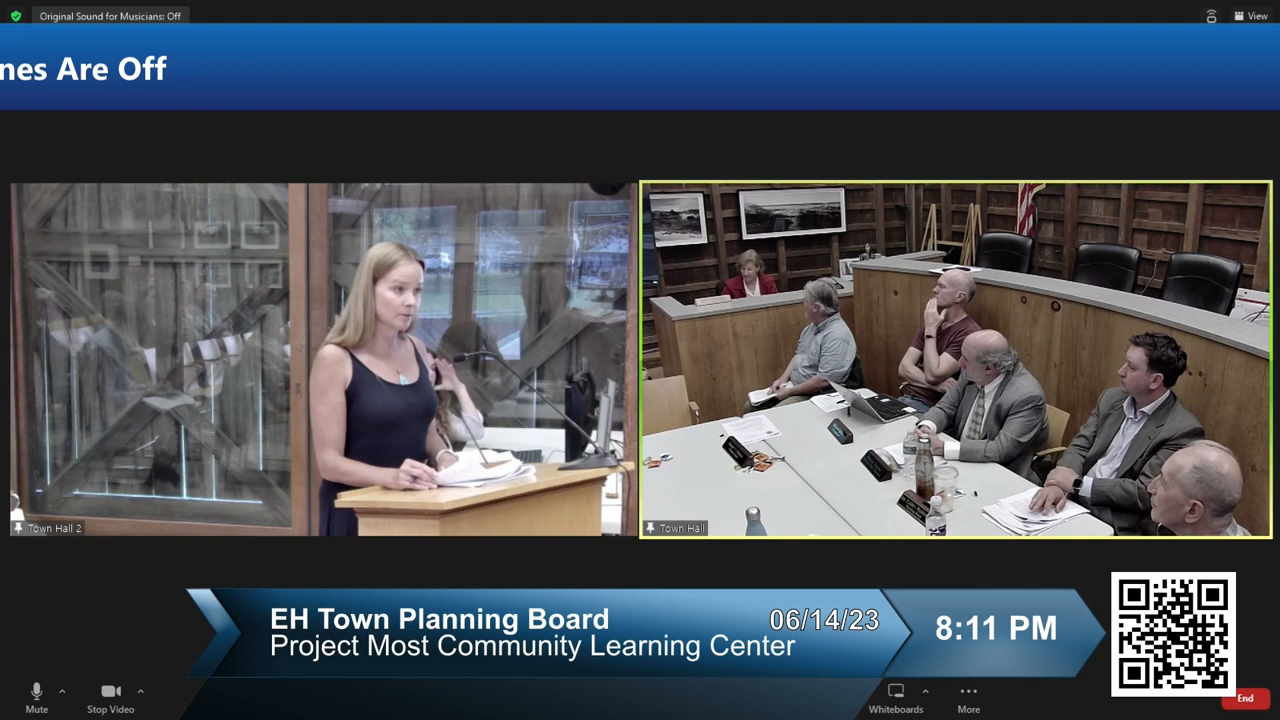 Original Sound for Musicians: Off
View
nes Are Off
Town Hall 2
Town Hall
EH Town Planning Board
06/14/23
Project Most Community Learning Center
8:11 PM
Mute
Stop Video
Whiteboards
More
End